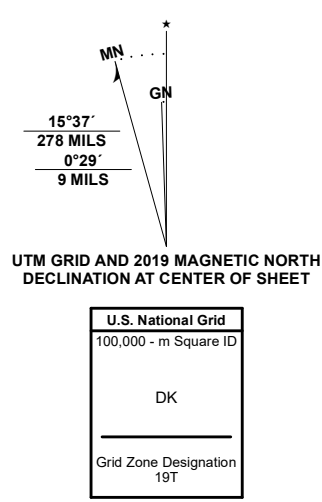 ★
MN
GN
15°37´
278 MILS
0°29´
9 MILS
UTM GRID AND 2019 MAGNETIC NORTH
DECLINATION AT CENTER OF SHEET
U.S. National Grid
100,000 - m Square ID
DK
Grid Zone Designation
19T